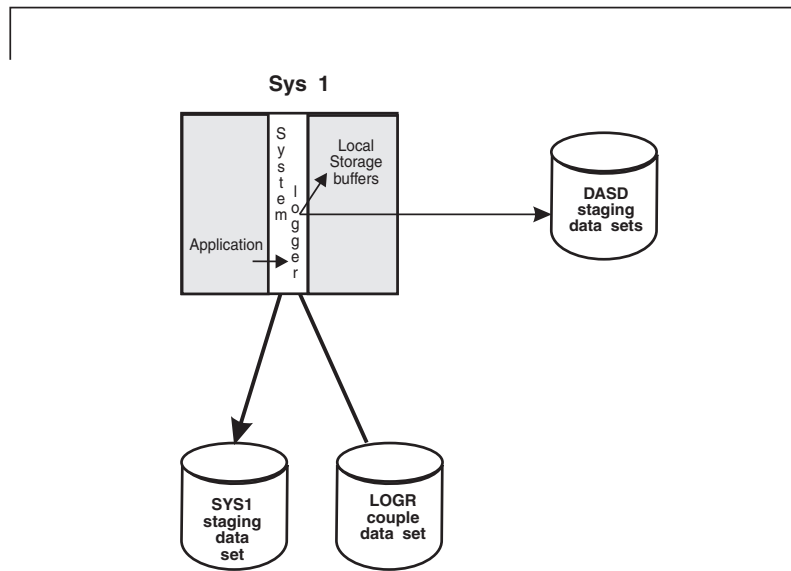 Sys 1
System
logger
Local
Storage
buffers
Application
DASD
staging
data sets
SYS1
staging
data
set
LOGR
couple
data set